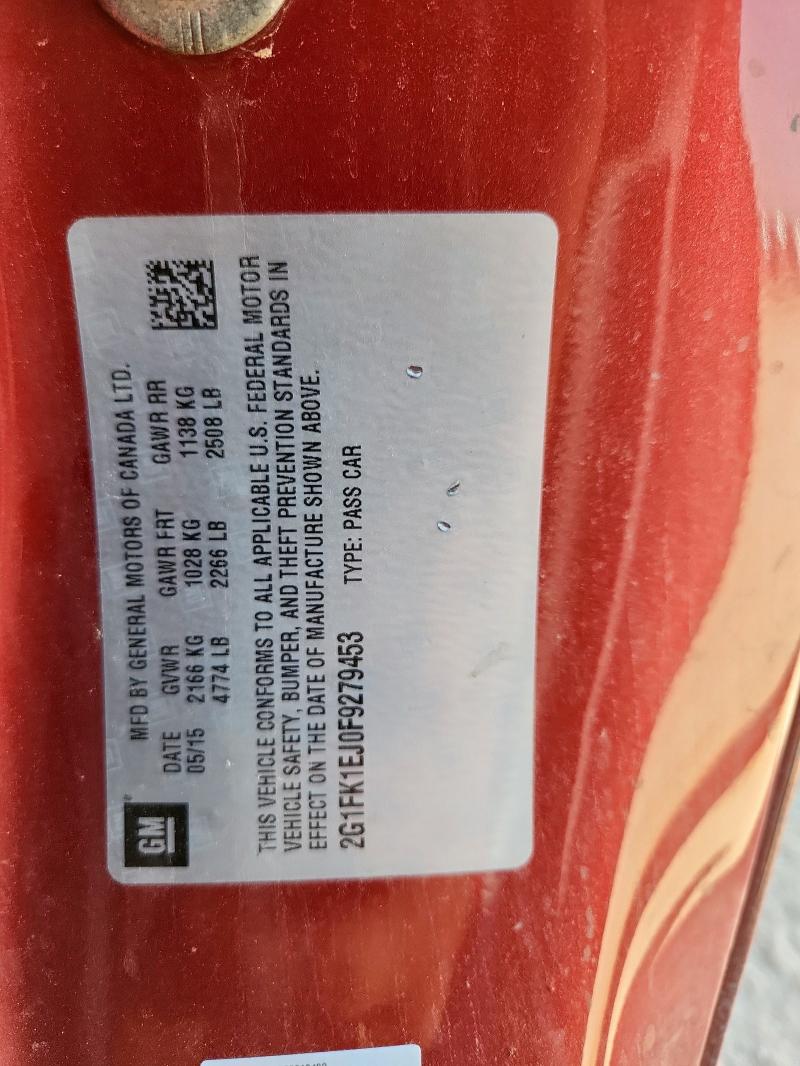 GM
MFD BY GENERAL MOTORS OF CANADA LTD.
DATE GVWR GAWR FRT GAWR RR
05/15 2166 KG 1028 KG 1138 KG
4774 LB 2266 LB 2508 LB
THIS VEHICLE CONFORMS TO ALL APPLICABLE U.S. FEDERAL MOTOR
VEHICLE SAFETY, BUMPER, AND THEFT PREVENTION STANDARDS IN
EFFECT ON THE DATE OF MANUFACTURE SHOWN ABOVE.
2G1FK1EJ0F9279453 TYPE: PASS CAR